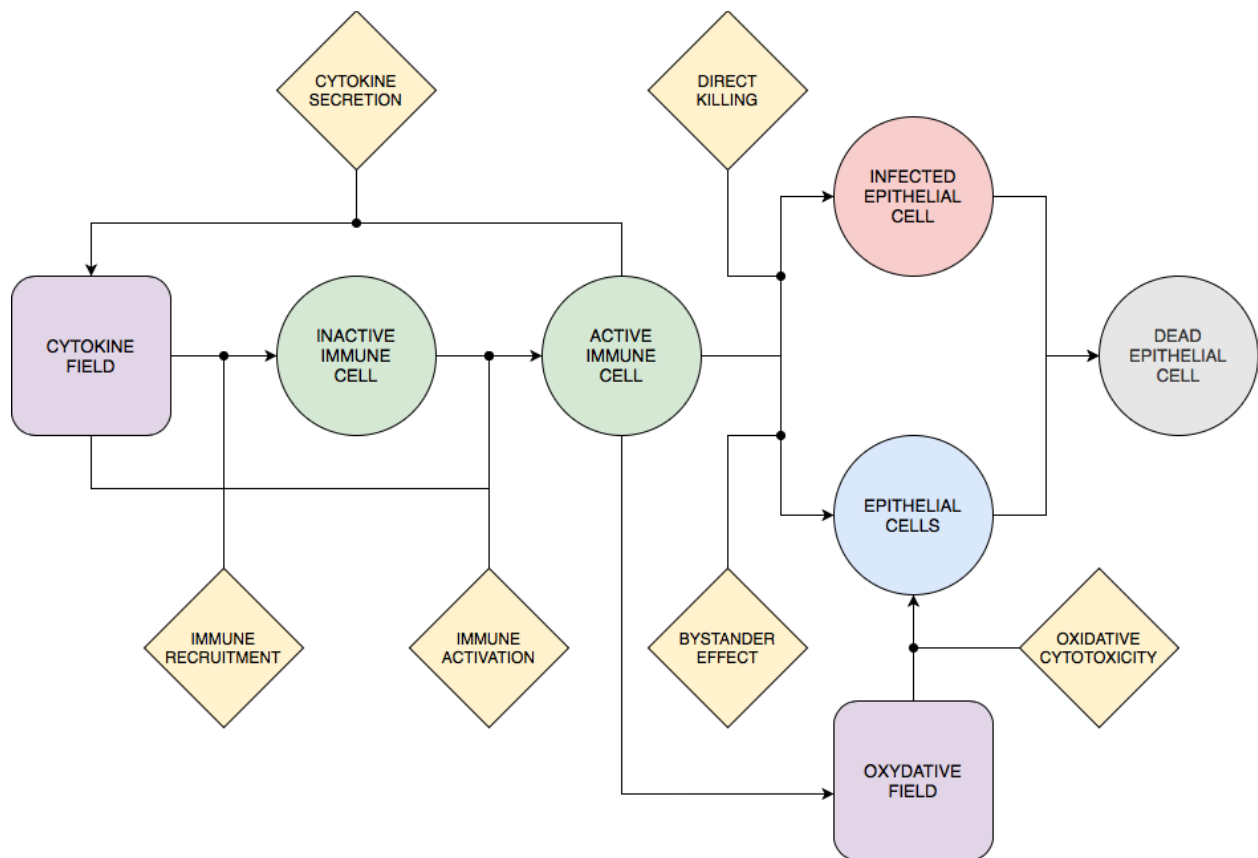 CYTOKINE
SECRETION
DIRECT
KILLING
INFECTED
EPITHELIAL
CELL
CYTOKINE
FIELD
INACTIVE
IMMUNE
CELL
ACTIVE
IMMUNE
CELL
DEAD
EPITHELIAL
CELL
EPITHELIAL
CELLS
IMMUNE
RECRUITMENT
IMMUNE
ACTIVATION
BYSTANDER
EFFECT
OXIDATIVE
CYTOTOXICITY
OXYDATIVE
FIELD